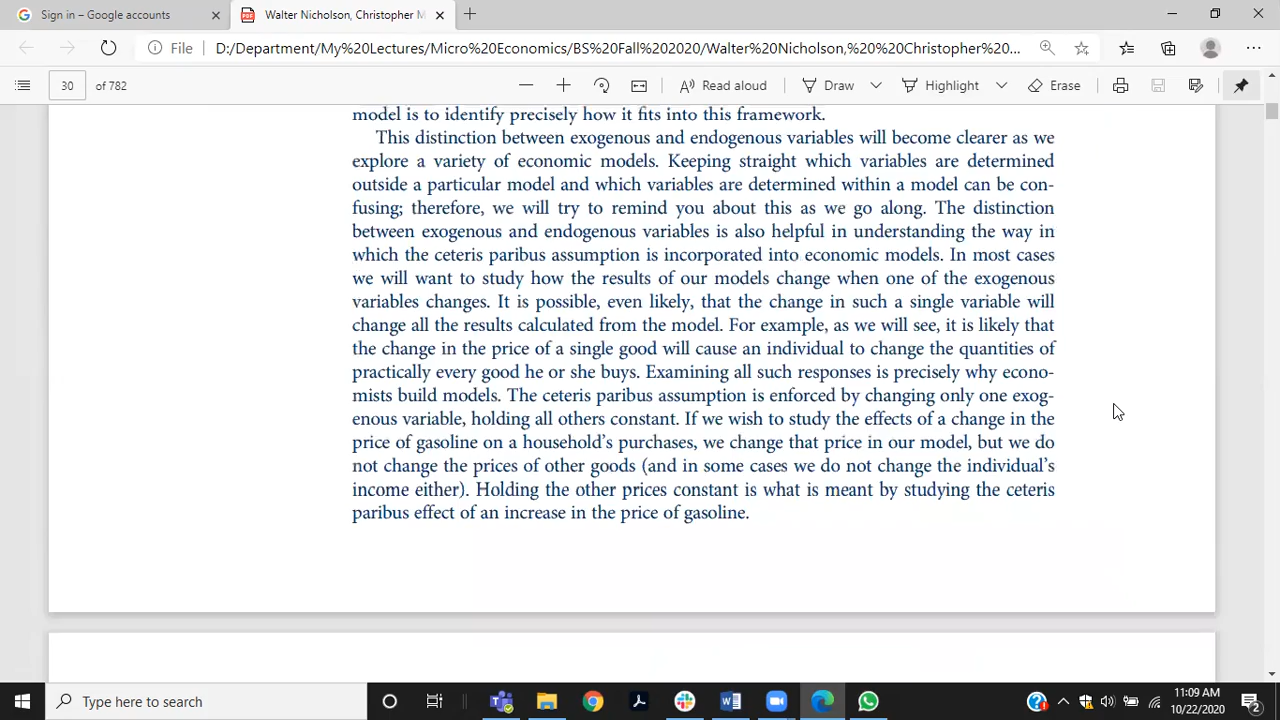 Sign in – Google accounts
Walter Nicholson, Christopher M
File
D:/Department/My%20Lectures/Micro%20Economics/BS%20Fall%202020/Walter%20Nicholson,%20%20Christopher%20...
30 of 782
Read aloud
Draw
Highlight
Erase
model is to identify precisely how it fits into this framework.
This distinction between exogenous and endogenous variables will become clearer as we
explore a variety of economic models. Keeping straight which variables are determined
outside a particular model and which variables are determined within a model can be con-
fusing; therefore, we will try to remind you about this as we go along. The distinction
between exogenous and endogenous variables is also helpful in understanding the way in
which the ceteris paribus assumption is incorporated into economic models. In most cases
we will want to study how the results of our models change when one of the exogenous
variables changes. It is possible, even likely, that the change in such a single variable will
change all the results calculated from the model. For example, as we will see, it is likely that
the change in the price of a single good will cause an individual to change the quantities of
practically every good he or she buys. Examining all such responses is precisely why econo-
mists build models. The ceteris paribus assumption is enforced by changing only one exog-
enous variable, holding all others constant. If we wish to study the effects of a change in the
price of gasoline on a household's purchases, we change that price in our model, but we do
not change the prices of other goods (and in some cases we do not change the individual's
income either). Holding the other prices constant is what is meant by studying the ceteris
paribus effect of an increase in the price of gasoline.
Type here to search
11:09 AM
10/22/2020
2